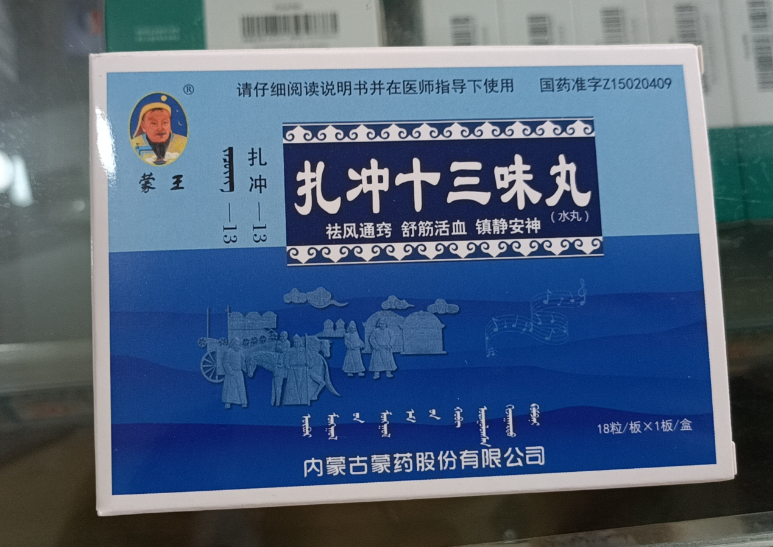 请仔细阅读说明书并在医师指导下使用 国药准字Z15020409
®
蒙王
扎冲—13
—13
扎冲十三味丸
(水丸)
祛风通窍 舒筋活血 镇静安神
18粒/板×1板/盒
内蒙古蒙药股份有限公司